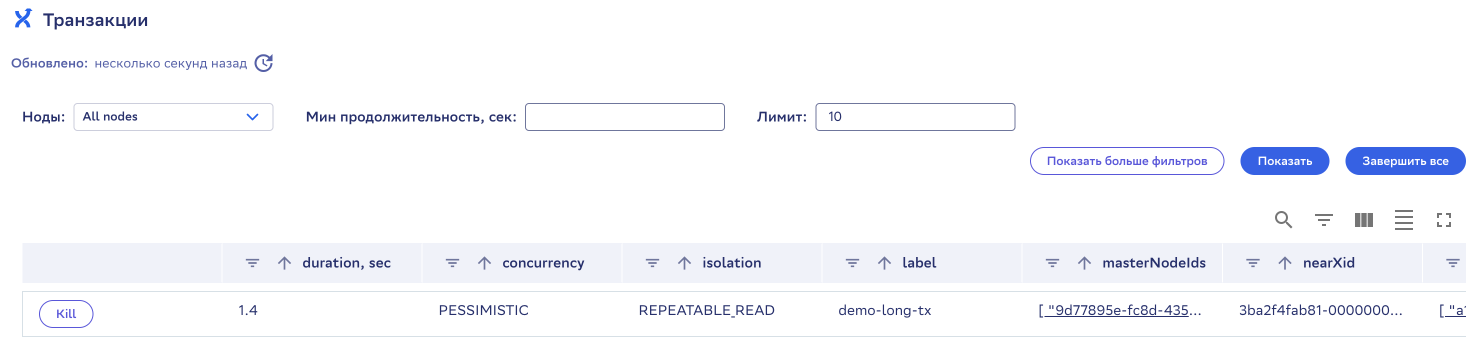 Транзакции
Обновлено: несколько секунд назад
Ноды: All nodes Мин продолжительность, сек: Лимит: 10
Показать больше фильтров Показать Завершить все
duration, sec concurrency isolation label masterNodeIds nearXid
Kill 1.4 PESSIMISTIC REPEATABLE_READ demo-long-tx [ "9d77895e-fc8d-435... 3ba2f4fab81-0000000... [ "a